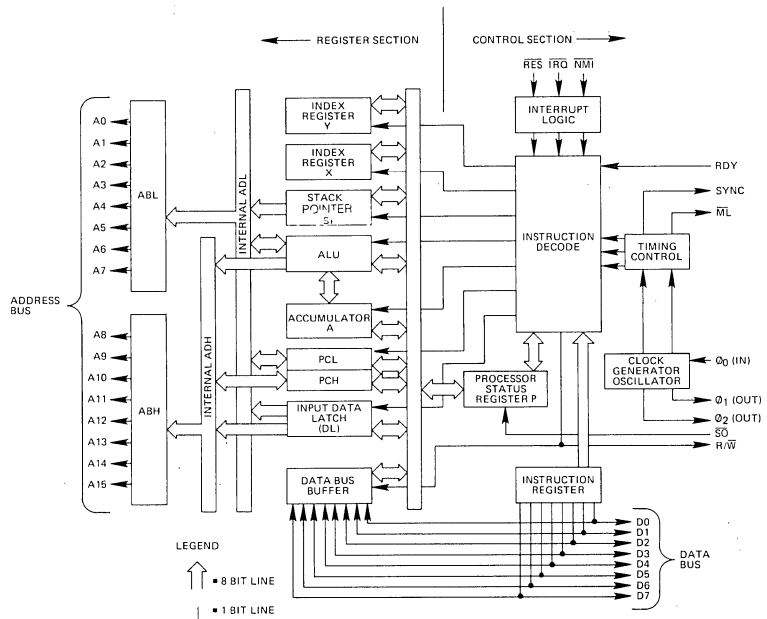 REGISTER SECTION
CONTROL SECTION
RES IRQ NMI
INTERRUPT
LOGIC
INDEX
REGISTER
Y
INDEX
REGISTER
X
STACK
POINTER
S
ALU
ACCUMULATOR
A
PCL
PCH
INPUT DATA
LATCH
(DL)
DATA BUS
BUFFER
ABL
ABH
INTERNAL ADL
INTERNAL ADH
ADDRESS
BUS
A0
A1
A2
A3
A4
A5
A6
A7
A8
A9
A10
A11
A12
A13
A14
A15
INSTRUCTION
DECODE
RDY
SYNC
ML
TIMING
CONTROL
CLOCK
GENERATOR
OSCILLATOR
Ø0 (IN)
Ø1 (OUT)
Ø2 (OUT)
SO
R/W
PROCESSOR
STATUS
REGISTER P
INSTRUCTION
REGISTER
D0
D1
D2
D3
D4
D5
D6
D7
DATA
BUS
LEGEND
= 8 BIT LINE
= 1 BIT LINE